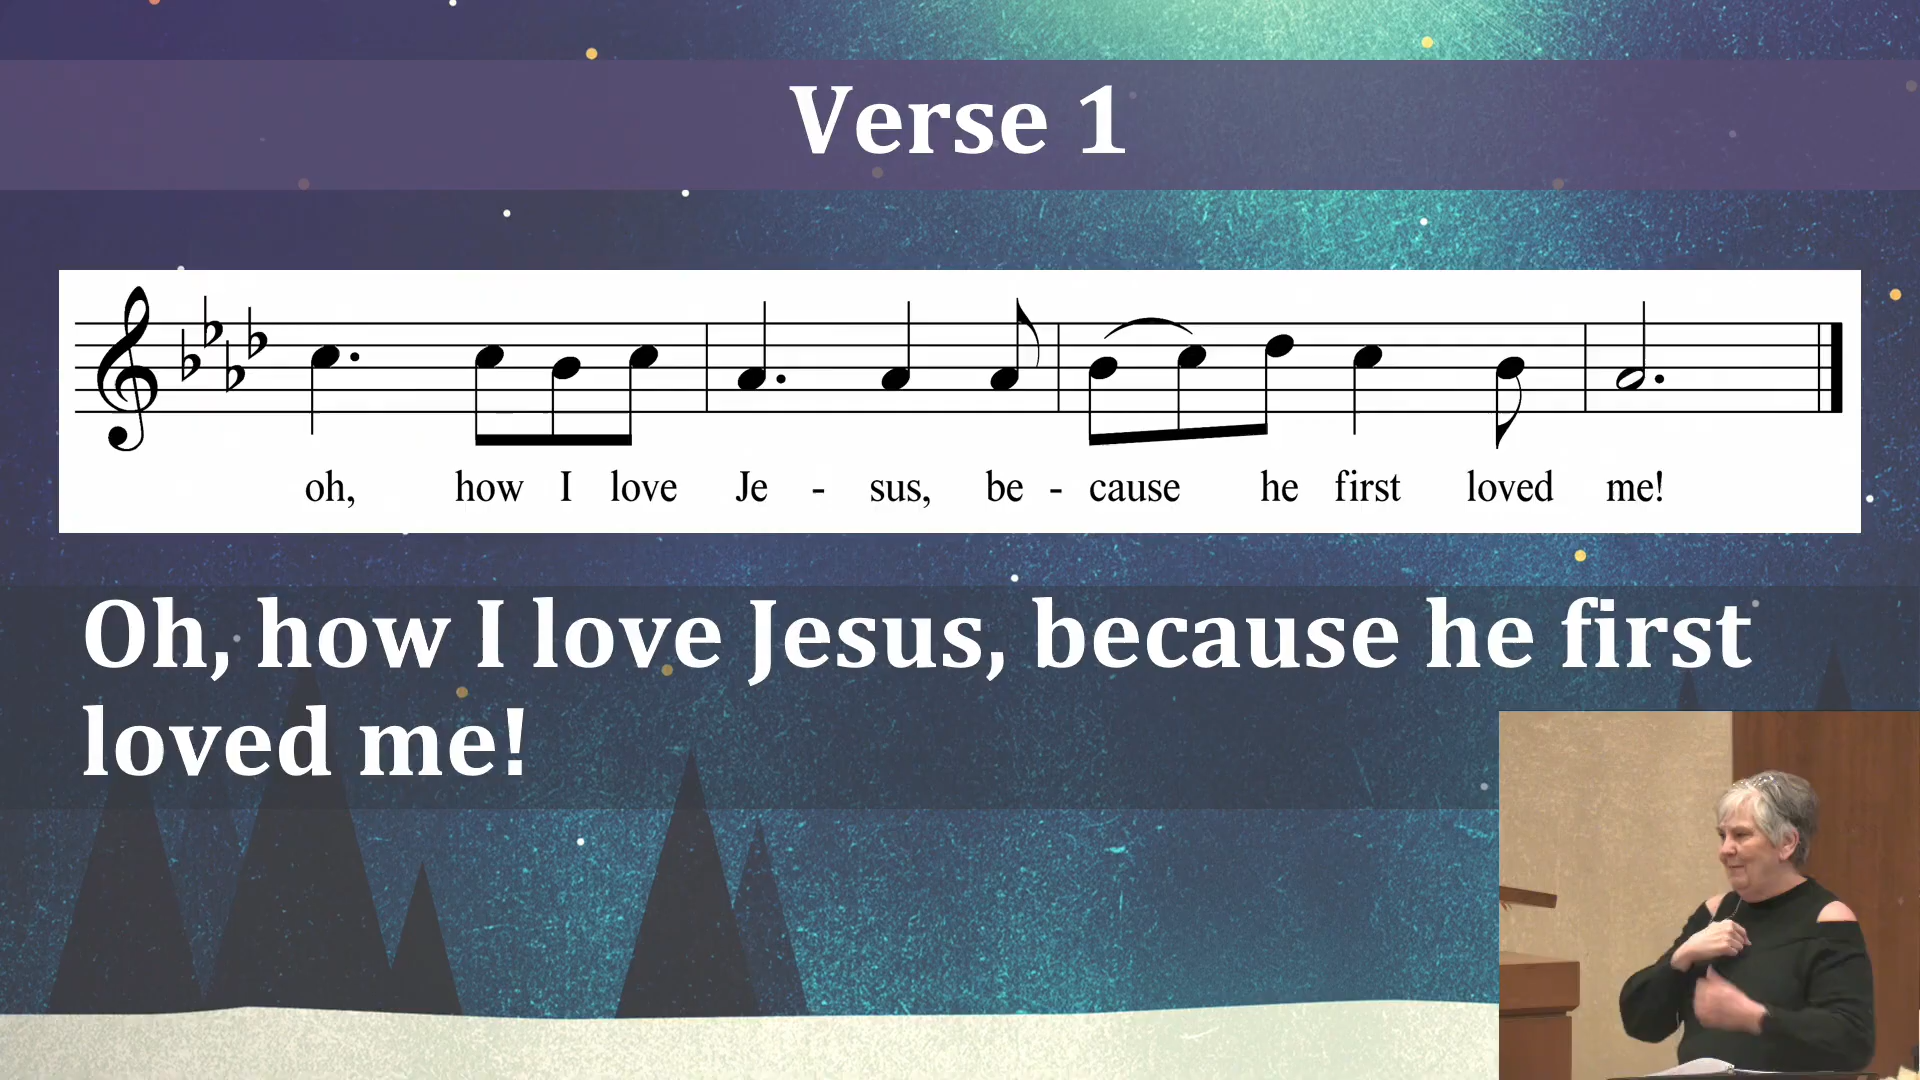 Verse 1
oh, how I love Je - sus, be - cause he first loved me!
Oh, how I love Jesus, because he first
loved me!